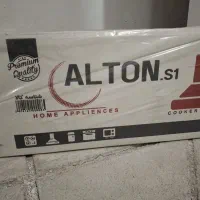 Premium
Quality
ALTON.S1
HOME APPLIANCES
COOKER